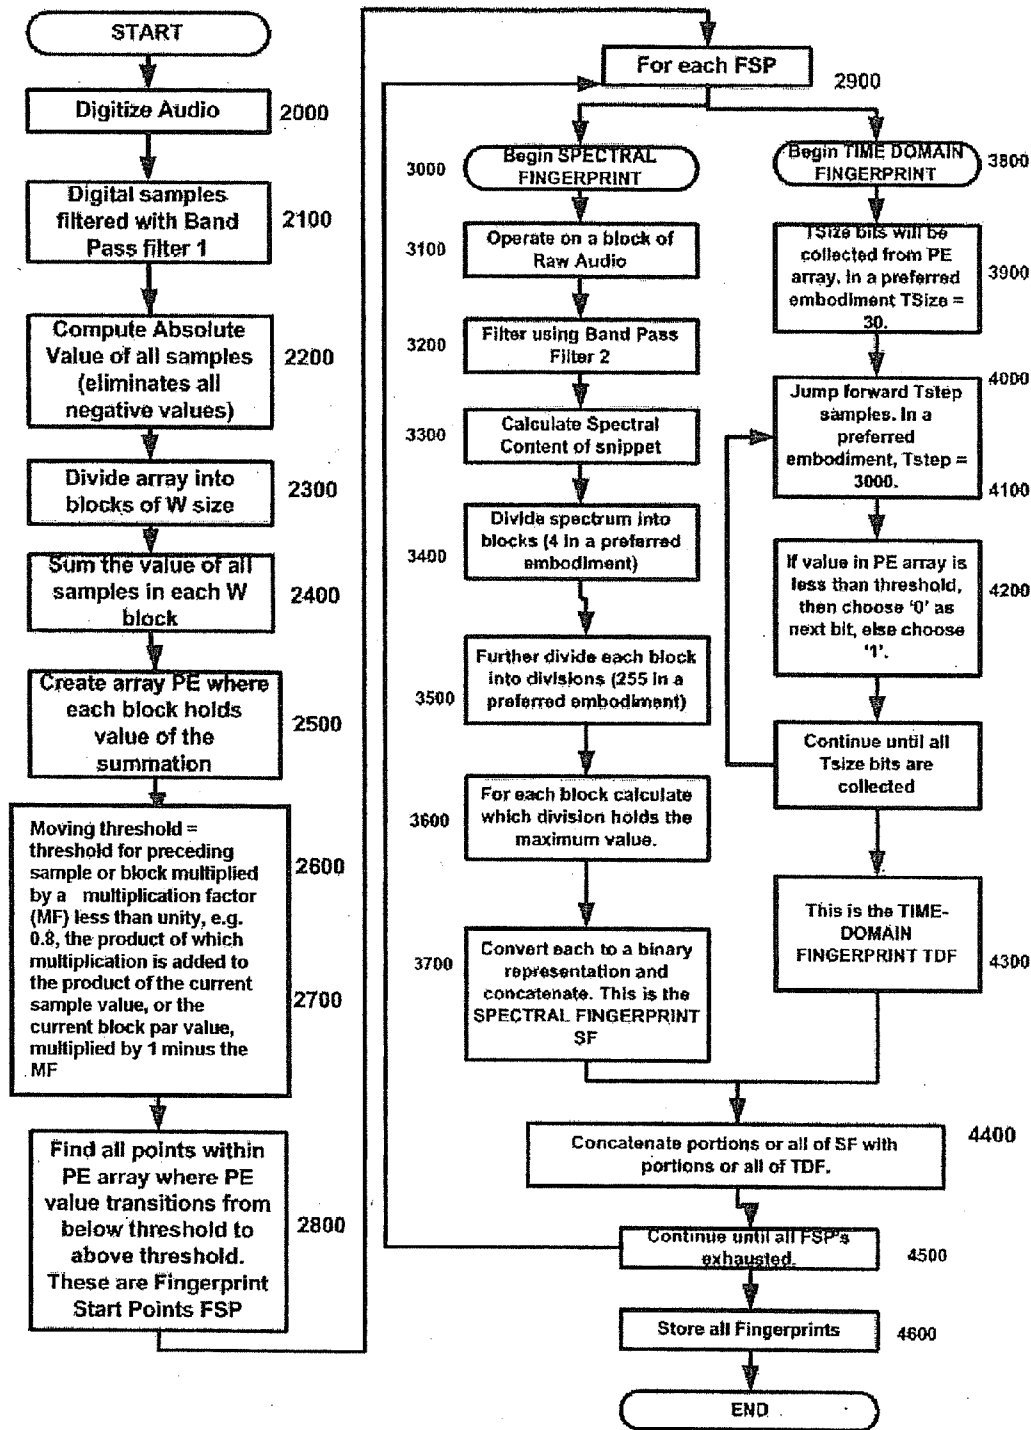 START
Digitize Audio
2000
Digital samples
filtered with Band
Pass filter 1
2100
Compute Absolute
Value of all samples
(eliminates all
negative values)
2200
Divide array into
blocks of W size
2300
Sum the value of all
samples in each W
block
2400
Create array PE where
each block holds
value of the
summation
2500
Moving threshold =
threshold for preceding
sample or block multiplied
by a multiplication factor
(MF) less than unity, e.g.
0.8, the product of which
multiplication is added to
the product of the current
sample value, or the
current block par value,
multiplied by 1 minus the
MF
2600
2700
Find all points within
PE array where PE
value transitions from
below threshold to
above threshold.
These are Fingerprint
Start Points FSP
2800
For each FSP
2900
3000
Begin SPECTRAL
FINGERPRINT
3100
Operate on a block of
Raw Audio
3200
Filter using Band Pass
Filter 2
3300
Calculate Spectral
Content of snippet
3400
Divide spectrum into
blocks (4 in a preferred
embodiment)
3500
Further divide each block
into divisions (255 in a
preferred embodiment)
3600
For each block calculate
which division holds the
maximum value.
3700
Convert each to a binary
representation and
concatenate. This is the
SPECTRAL FINGERPRINT
SF
Begin TIME DOMAIN
FINGERPRINT
3800
TSize bits will be
collected from PE
array. In a preferred
embodiment TSize =
30.
3900
4000
Jump forward Tstep
samples. In a
preferred
embodiment, Tstep =
3000.
4100
If value in PE array is
less than threshold,
then choose ‘0’ as
next bit, else choose
‘1’.
4200
Continue until all
Tsize bits are
collected
This is the TIME-
DOMAIN
FINGERPRINT TDF
4300
Concatenate portions or all of SF with
portions or all of TDF.
4400
Continue until all FSP's
exhausted.
4500
Store all Fingerprints
4600
END